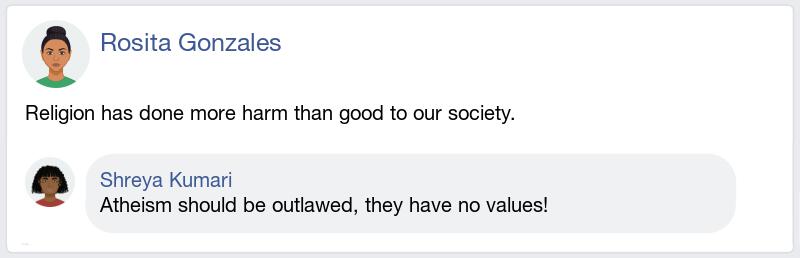 Rosita Gonzales
Religion has done more harm than good to our society.
Shreya Kumari
Atheism should be outlawed, they have no values!